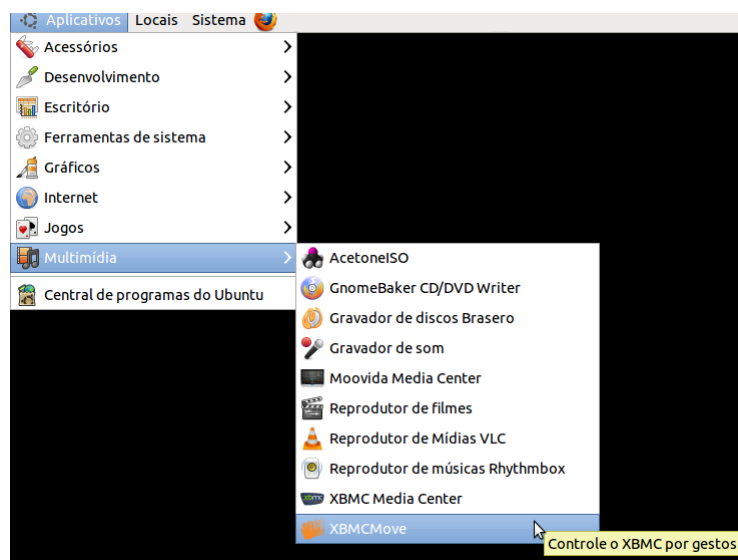 Aplicativos Locais Sistema
Acessórios
Desenvolvimento
Escritório
Ferramentas de sistema
Gráficos
Internet
Jogos
Multimídia
Central de programas do Ubuntu
AcetoneISO
GnomeBaker CD/DVD Writer
Gravador de discos Brasero
Gravador de som
Moovida Media Center
Reprodutor de filmes
Reprodutor de Mídias VLC
Reprodutor de músicas Rhythmbox
XBMC Media Center
XBMCMove
Controle o XBMC por gestos